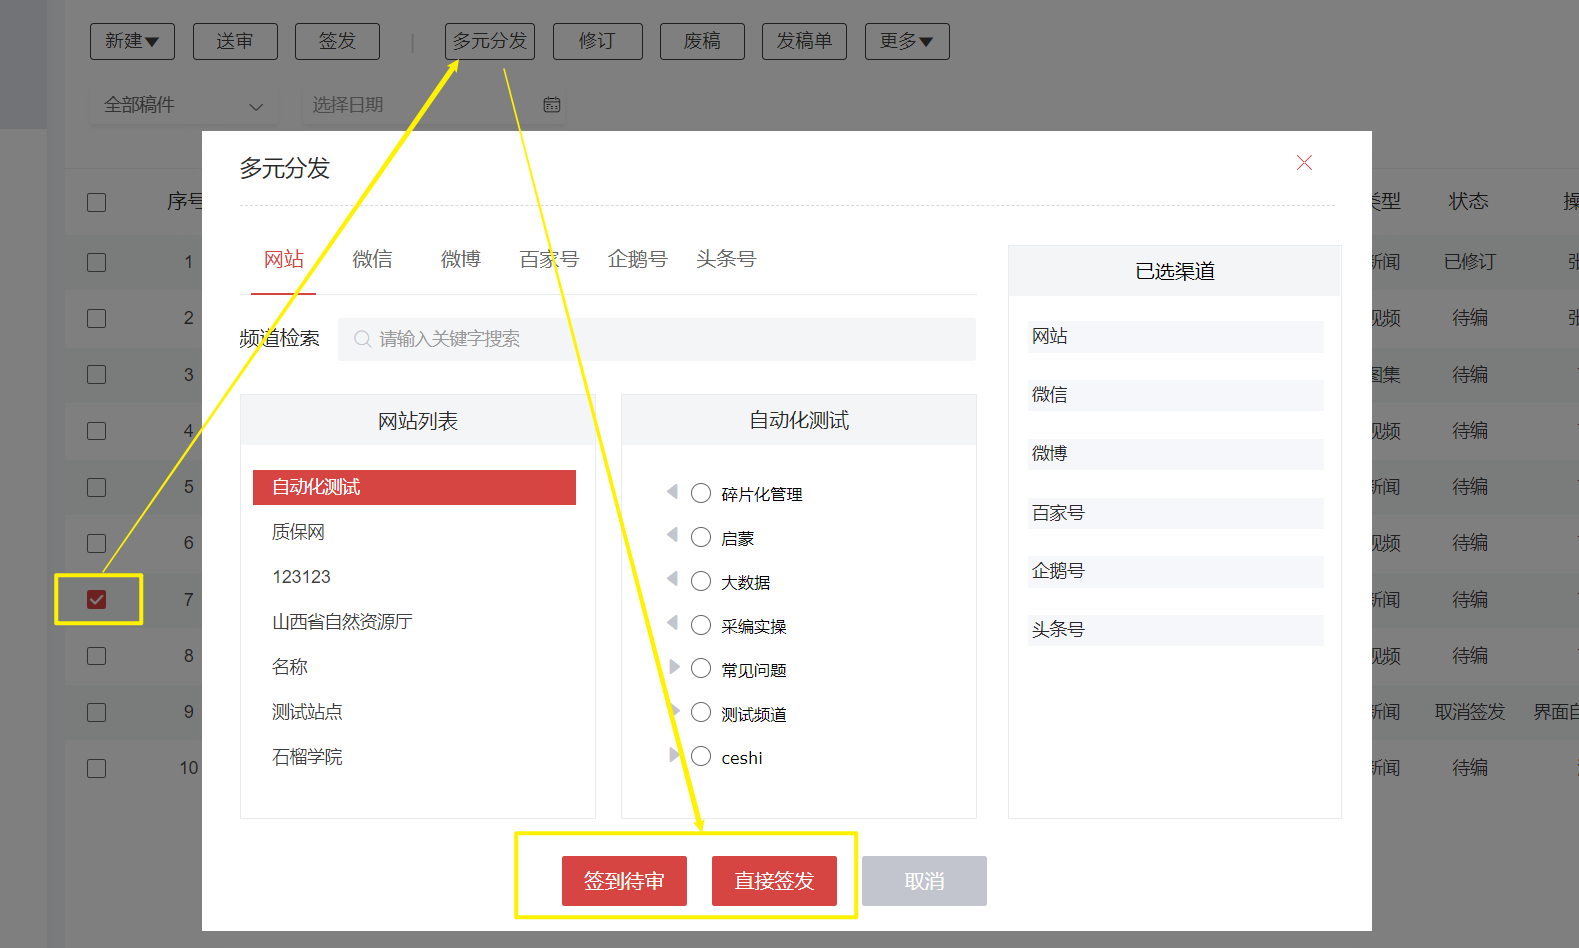 新建▼ 送审 签发 | 多元分发 修订 废稿 发稿单 更多▼
全部稿件 选择日期
多元分发
序号 类型 状态
网站 微信 微博 百家号 企鹅号 头条号
已选渠道
1 新闻 已修订
频道检索 请输入关键字搜索
网站
2 视频 待编
3 图集 待编
微信
网站列表 自动化测试
4 视频 待编
微博
自动化测试 碎片化管理
5 新闻 待编
百家号
质保网 启蒙
6 视频 待编
企鹅号
123123 大数据
7 新闻 待编
山西省自然资源厅 采编实操
头条号
8 视频 待编
名称 常见问题
9 新闻 取消签发 界面自
测试站点 测试频道
10 新闻 待编
石榴学院 ceshi
签到待审 直接签发 取消